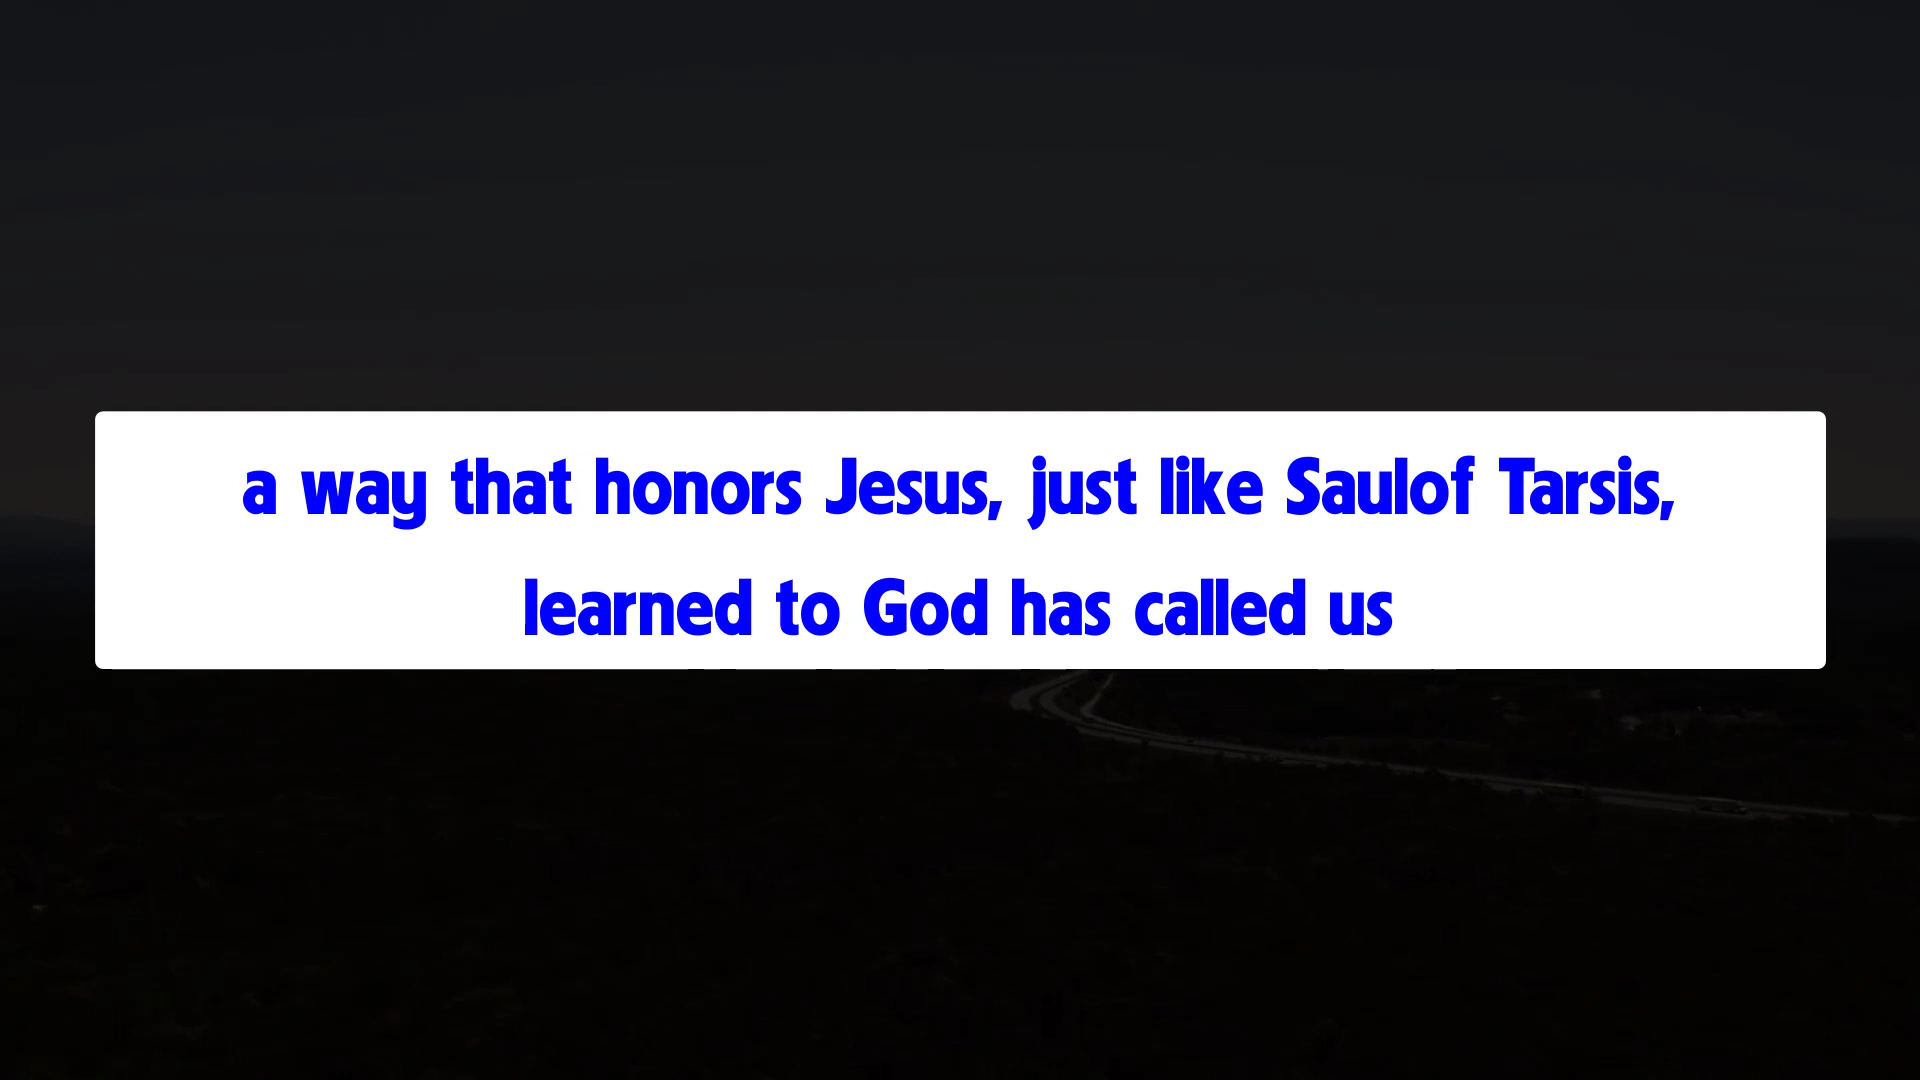 a way that honors Jesus, just like Saulof Tarsis,
learned to God has called us